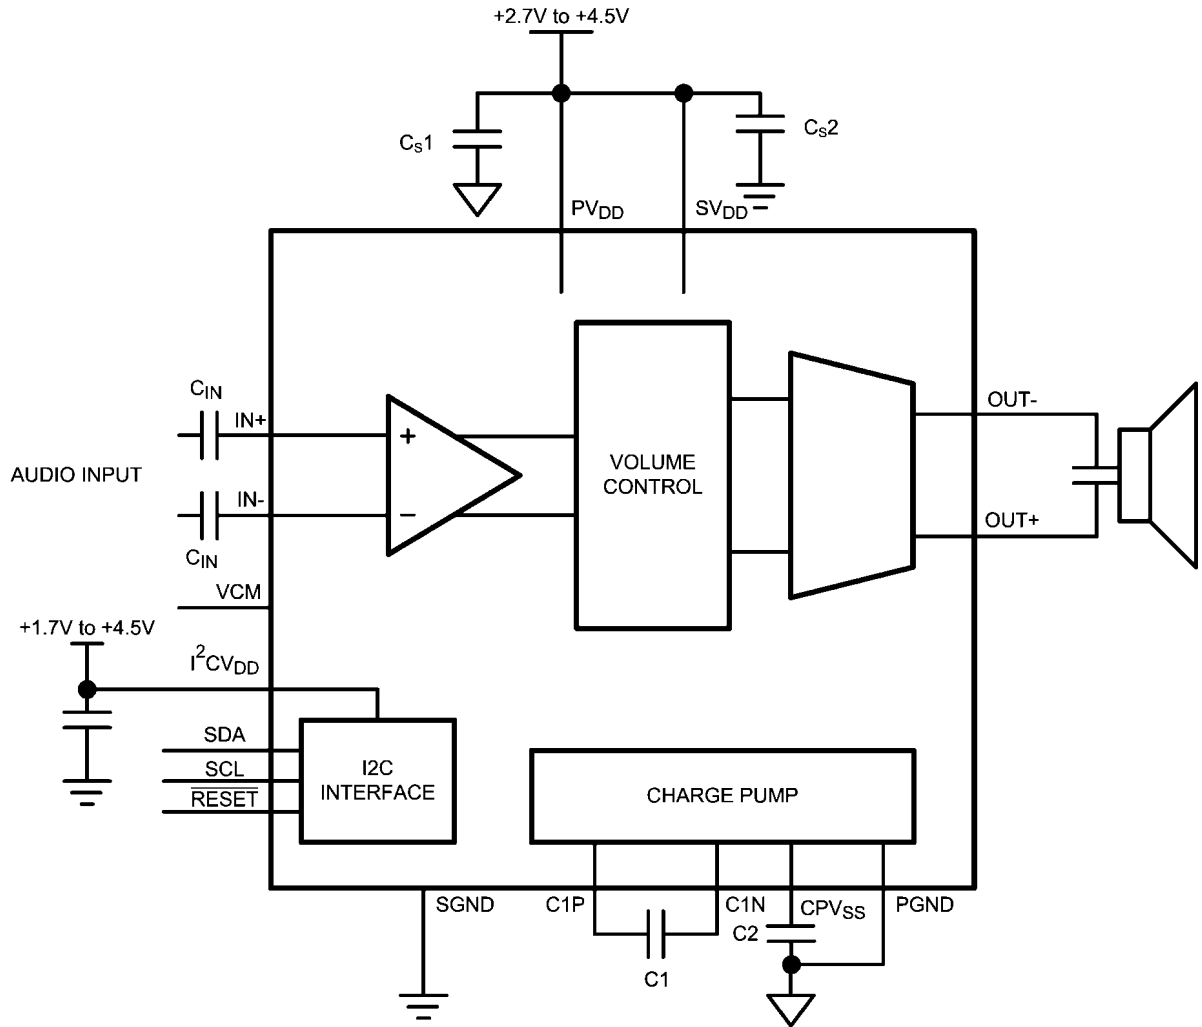 +2.7V to +4.5V
CS1
CS2
PVDD
SVDD
CIN
IN+
OUT-
+
AUDIO INPUT
VOLUME
CONTROL
IN-
−
OUT+
CIN
VCM
+1.7V to +4.5V
I²CVDD
SDA
SCL
RESET
I2C
INTERFACE
CHARGE PUMP
SGND
C1P
C1N
CPVSS
PGND
C2
C1